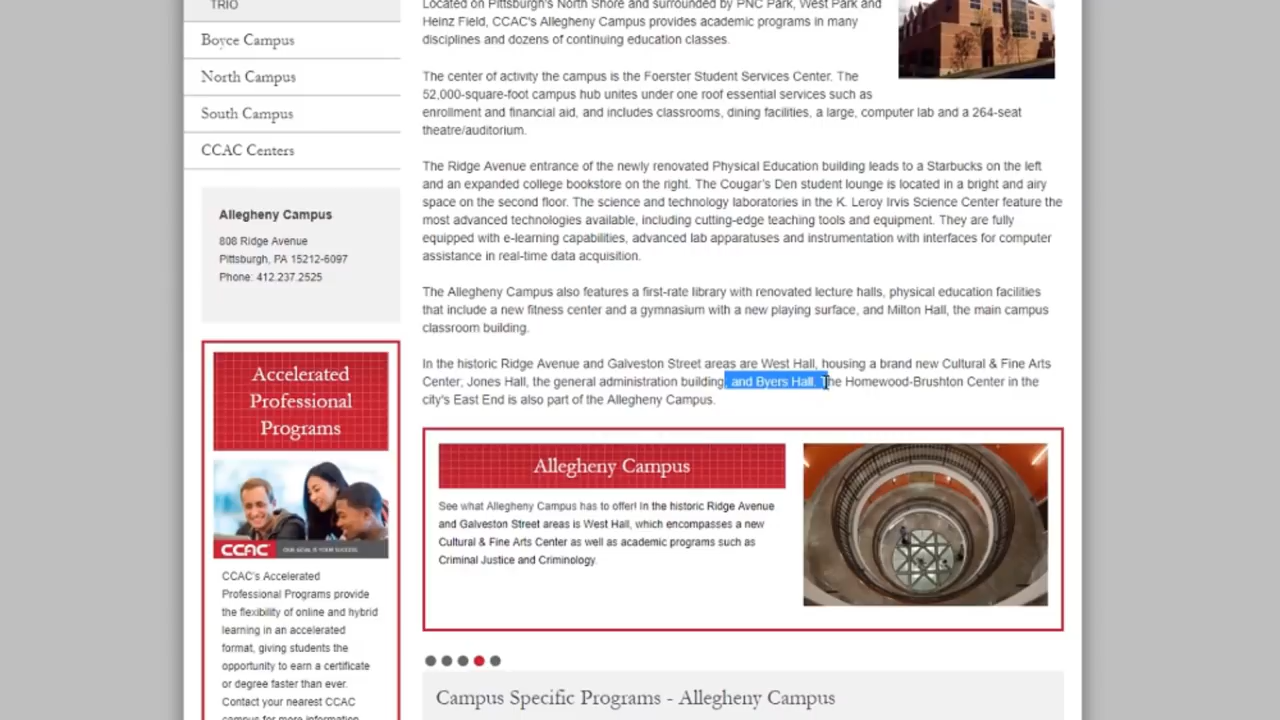 TRIO
Boyce Campus
North Campus
South Campus
CCAC Centers
Allegheny Campus
808 Ridge Avenue
Pittsburgh, PA 15212-6097
Phone: 412.237.2525
Accelerated
Professional
Programs
CCAC OUR GOAL IS YOUR SUCCESS.
CCAC's Accelerated
Professional Programs provide
the flexibility of online and hybrid
learning in an accelerated
format, giving students the
opportunity to earn a certificate
or degree faster than ever.
Contact your nearest CCAC
campus for more information
Located on Pittsburgh's North Shore and surrounded by PNC Park, West Park and
Heinz Field, CCAC's Allegheny Campus provides academic programs in many
disciplines and dozens of continuing education classes.
The center of activity the campus is the Foerster Student Services Center. The
52,000-square-foot campus hub unites under one roof essential services such as
enrollment and financial aid, and includes classrooms, dining facilities, a large, computer lab and a 264-seat
theatre/auditorium.
The Ridge Avenue entrance of the newly renovated Physical Education building leads to a Starbucks on the left
and an expanded college bookstore on the right. The Cougar's Den student lounge is located in a bright and airy
space on the second floor. The science and technology laboratories in the K. Leroy Irvis Science Center feature the
most advanced technologies available, including cutting-edge teaching tools and equipment. They are fully
equipped with e-learning capabilities, advanced lab apparatuses and instrumentation with interfaces for computer
assistance in real-time data acquisition.
The Allegheny Campus also features a first-rate library with renovated lecture halls, physical education facilities
that include a new fitness center and a gymnasium with a new playing surface, and Milton Hall, the main campus
classroom building.
In the historic Ridge Avenue and Galveston Street areas are West Hall, housing a brand new Cultural & Fine Arts
Center, Jones Hall, the general administration building, and Byers Hall. The Homewood-Brushton Center in the
city's East End is also part of the Allegheny Campus.
Allegheny Campus
See what Allegheny Campus has to offer! In the historic Ridge Avenue
and Galveston Street areas is West Hall, which encompasses a new
Cultural & Fine Arts Center as well as academic programs such as
Criminal Justice and Criminology.
Campus Specific Programs - Allegheny Campus